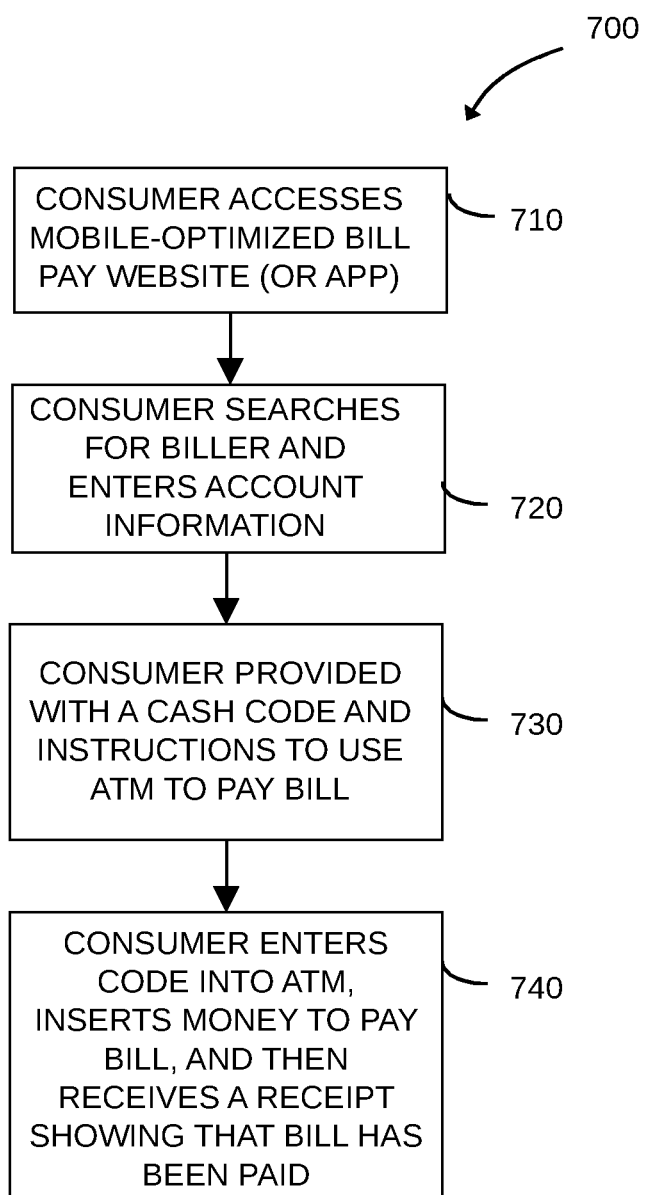 700
CONSUMER ACCESSES
MOBILE-OPTIMIZED BILL
PAY WEBSITE (OR APP)
710
CONSUMER SEARCHES
FOR BILLER AND
ENTERS ACCOUNT
INFORMATION
720
CONSUMER PROVIDED
WITH A CASH CODE AND
INSTRUCTIONS TO USE
ATM TO PAY BILL
730
CONSUMER ENTERS
CODE INTO ATM,
INSERTS MONEY TO PAY
BILL, AND THEN
RECEIVES A RECEIPT
SHOWING THAT BILL HAS
BEEN PAID
740